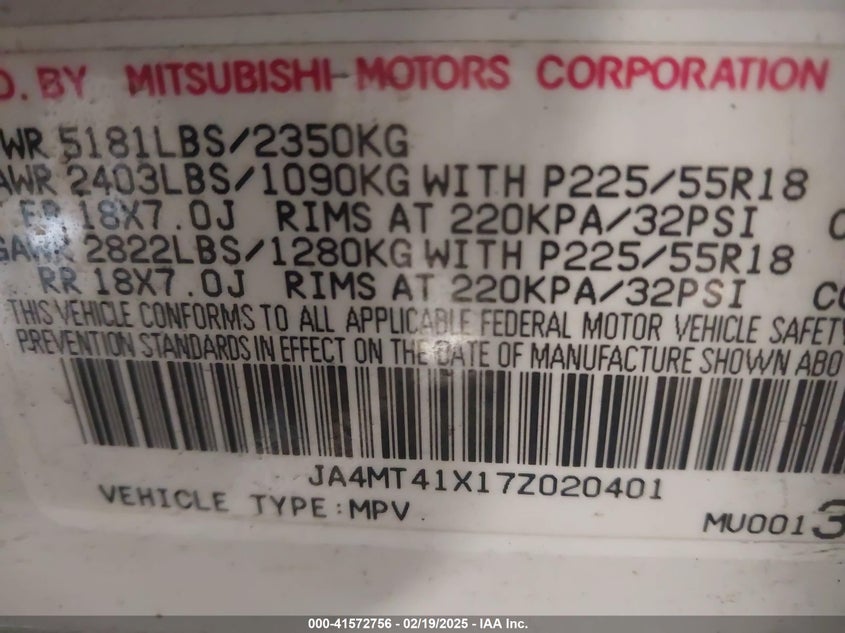 D. BY MITSUBISHI MOTORS CORPORATION
WR 5181LBS/2350KG
AWR 2403LBS/1090KG WITH P225/55R18
FR 18X7.0J RIMS AT 220KPA/32PSI
GAWR 2822LBS/1280KG WITH P225/55R18
RR 18X7.0J RIMS AT 220KPA/32PSI CO
THIS VEHICLE CONFORMS TO ALL APPLICABLE FEDERAL MOTOR VEHICLE SAFETY
PREVENTION STANDARDS IN EFFECT ON THE DATE OF MANUFACTURE SHOWN ABO
JA4MT41X17Z020401
VEHICLE TYPE:MPV
MU0013
000-41572756 - 02/19/2025 - IAA Inc.